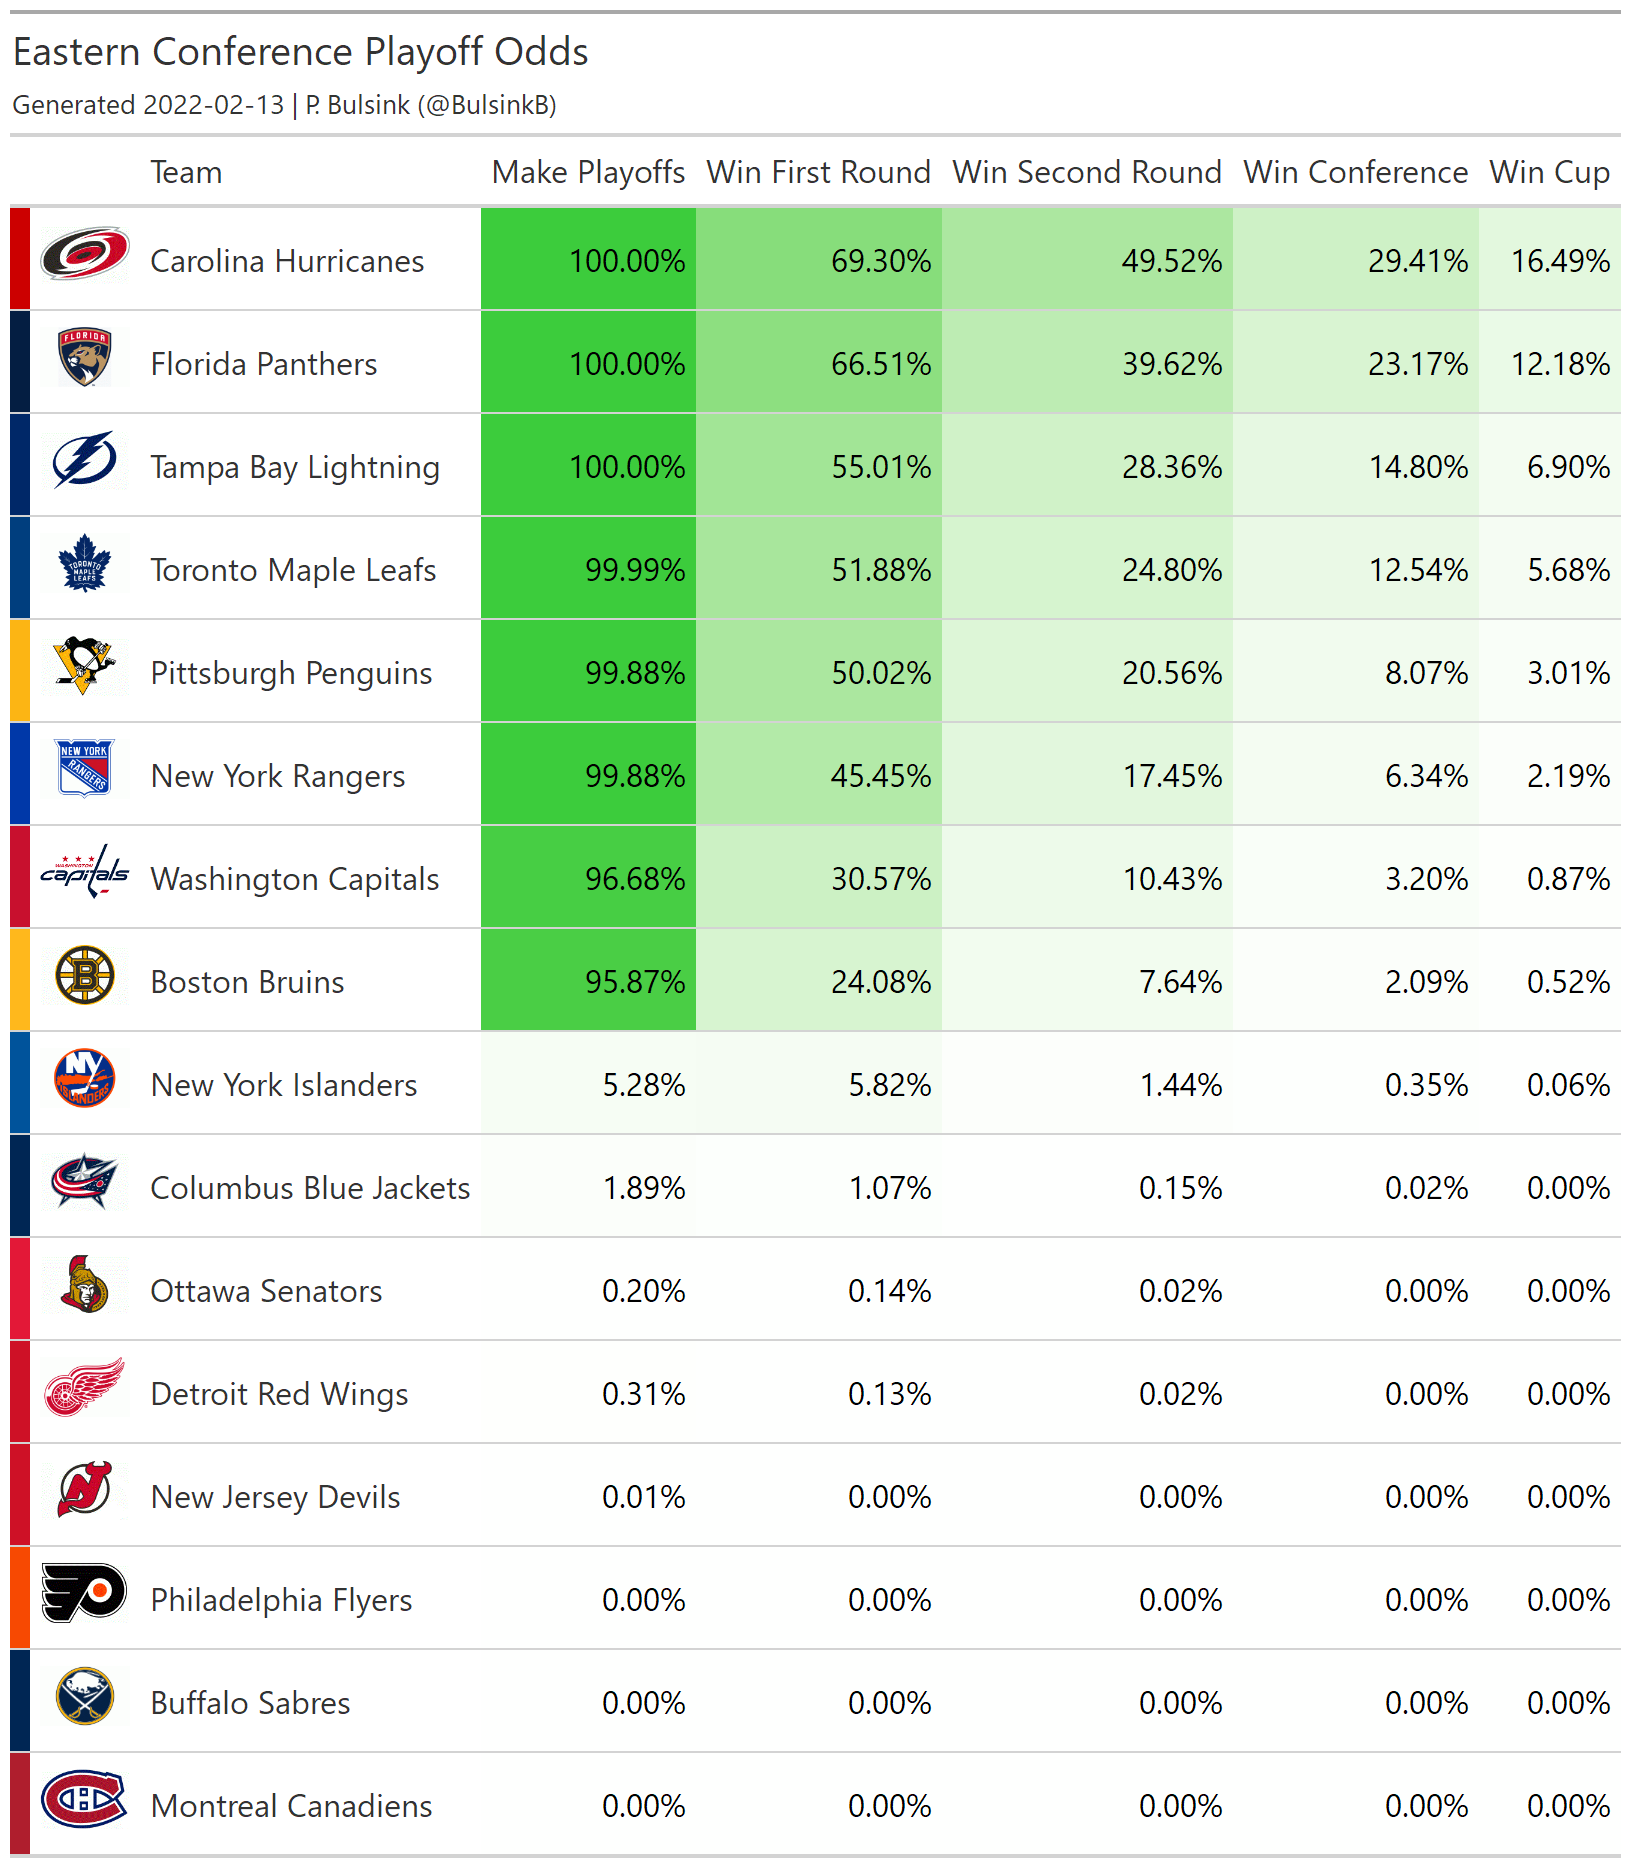 Eastern Conference Playoff Odds
Generated 2022-02-13 | P. Bulsink (@BulsinkB)
Team Make Playoffs Win First Round Win Second Round Win Conference Win Cup
Carolina Hurricanes 100.00% 69.30% 49.52% 29.41% 16.49%
FLORIDA
Florida Panthers 100.00% 66.51% 39.62% 23.17% 12.18%
Tampa Bay Lightning 100.00% 55.01% 28.36% 14.80% 6.90%
TORONTO
MAPLE
LEAFS
Toronto Maple Leafs 99.99% 51.88% 24.80% 12.54% 5.68%
Pittsburgh Penguins 99.88% 50.02% 20.56% 8.07% 3.01%
NEW YORK
RANGERS
New York Rangers 99.88% 45.45% 17.45% 6.34% 2.19%
WASHINGTON
capitals
Washington Capitals 96.68% 30.57% 10.43% 3.20% 0.87%
B
Boston Bruins 95.87% 24.08% 7.64% 2.09% 0.52%
NY
ISLANDERS
New York Islanders 5.28% 5.82% 1.44% 0.35% 0.06%
Columbus Blue Jackets 1.89% 1.07% 0.15% 0.02% 0.00%
Ottawa Senators 0.20% 0.14% 0.02% 0.00% 0.00%
Detroit Red Wings 0.31% 0.13% 0.02% 0.00% 0.00%
New Jersey Devils 0.01% 0.00% 0.00% 0.00% 0.00%
Philadelphia Flyers 0.00% 0.00% 0.00% 0.00% 0.00%
Buffalo Sabres 0.00% 0.00% 0.00% 0.00% 0.00%
Montreal Canadiens 0.00% 0.00% 0.00% 0.00% 0.00%